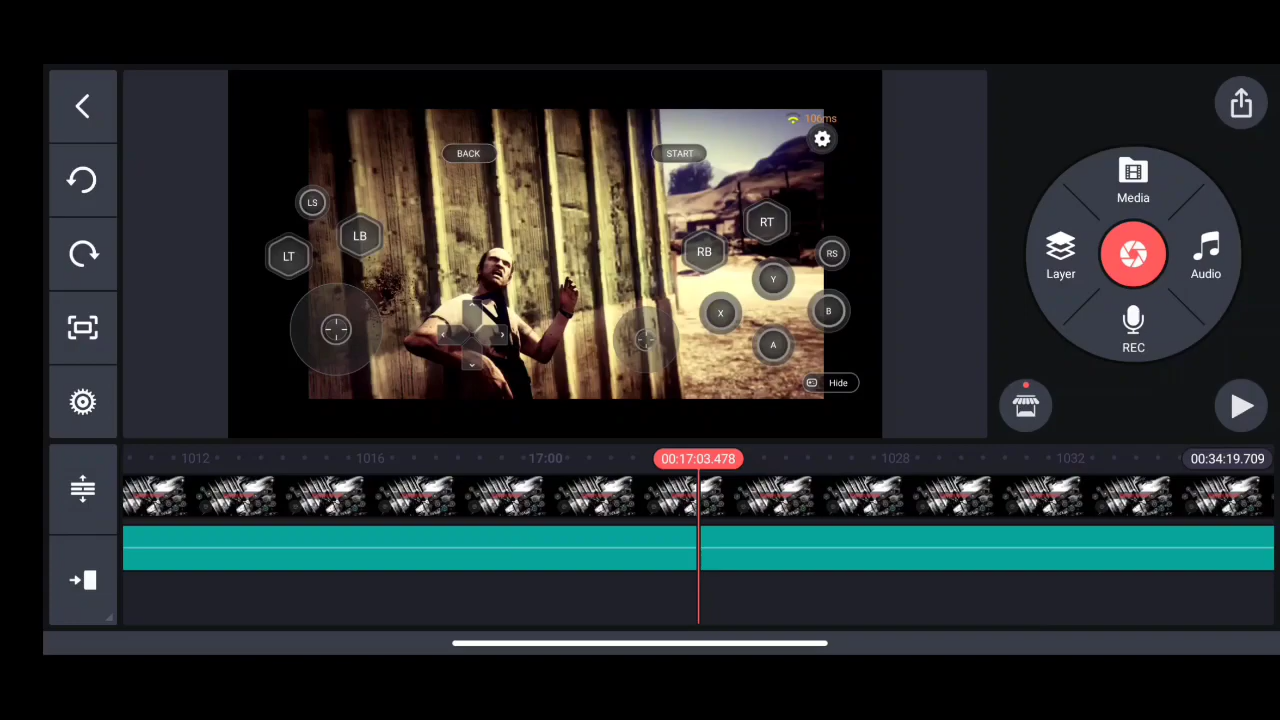 106ms
BACK
START
LS
LB
LT
RT
RB
RS
Y
X
B
A
Hide
Media
Layer
Audio
REC
1012
1016
17:00
00:17:03.478
1028
1032
00:34:19.709